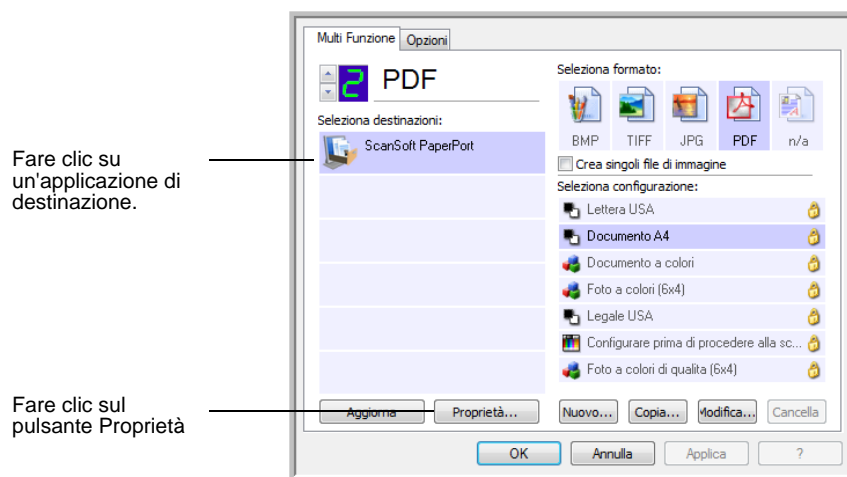 Multi Funzione Opzioni
2 PDF
Seleziona destinazioni:
ScanSoft PaperPort
Fare clic su
un'applicazione di
destinazione.
Seleziona formato:
BMP TIFF JPG PDF n/a
Crea singoli file di immagine
Seleziona configurazione:
Lettera USA
Documento A4
Documento a colori
Foto a colori (6x4)
Legale USA
Configurare prima di procedere alla sc...
Foto a colori di qualita (6x4)
Fare clic sul
pulsante Proprietà
Aggiorna Proprietà... Nuovo... Copia... Modifica... Cancella
OK Annulla Applica ?